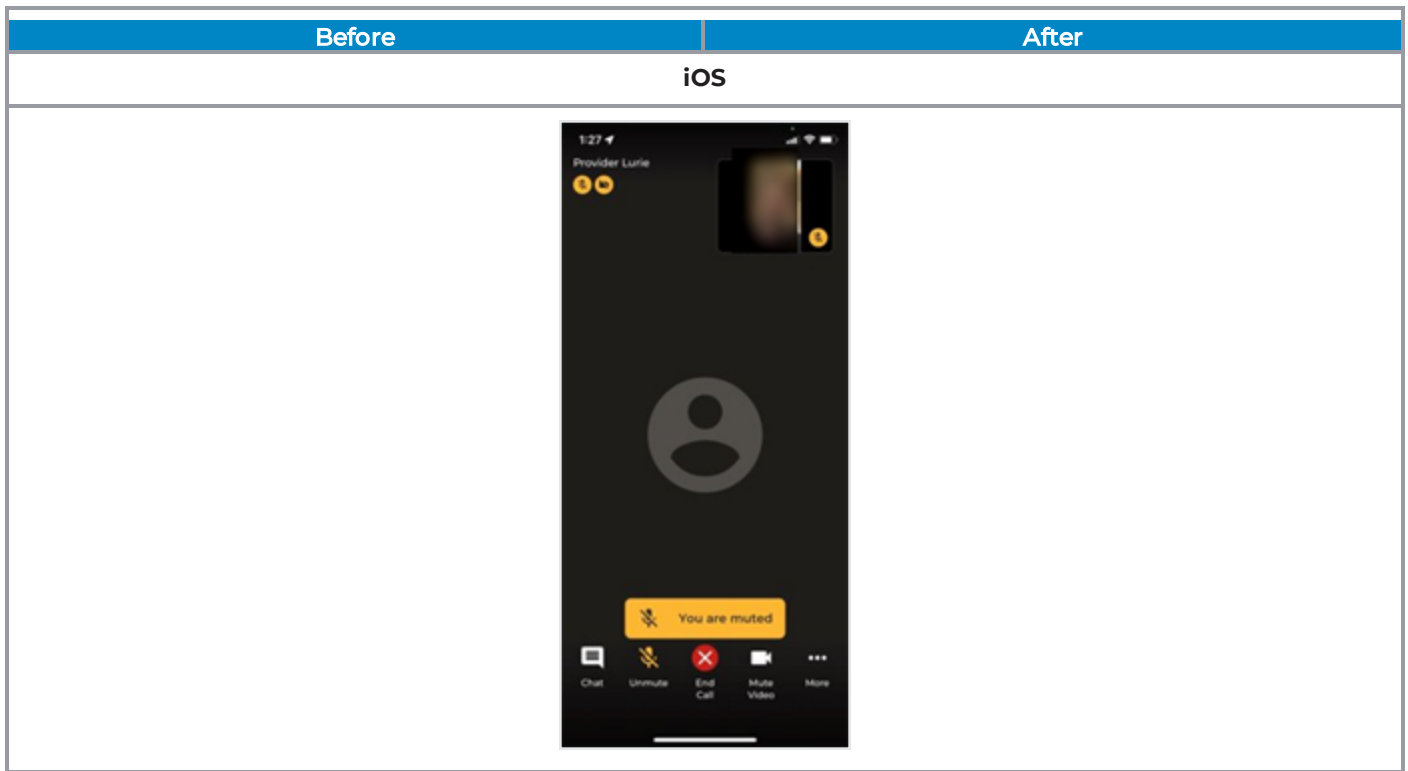 Before After
iOS
1:27
Provider Lurie
You are muted
Chat Unmute End Call Mute Video More